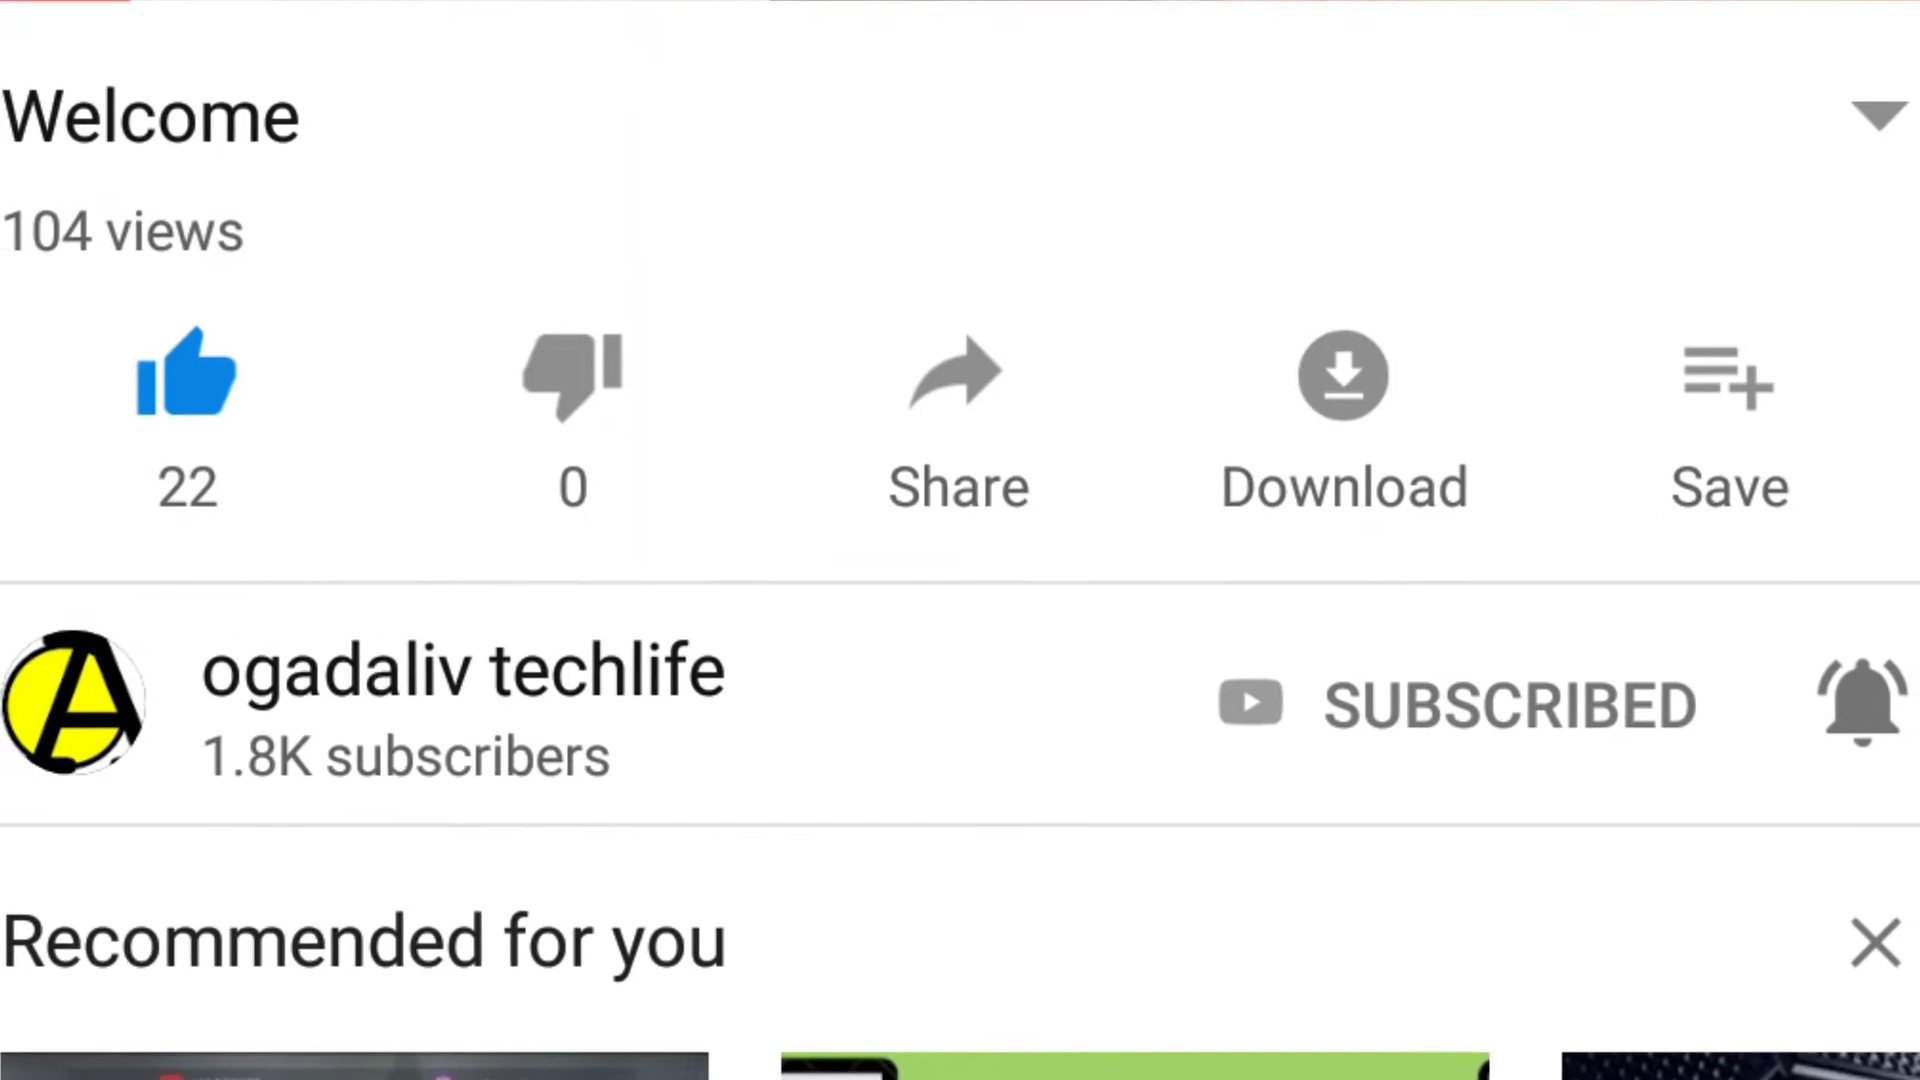 Welcome
104 views
22
0
Share
Download
Save
A
ogadaliv techlife
1.8K subscribers
SUBSCRIBED
Recommended for you